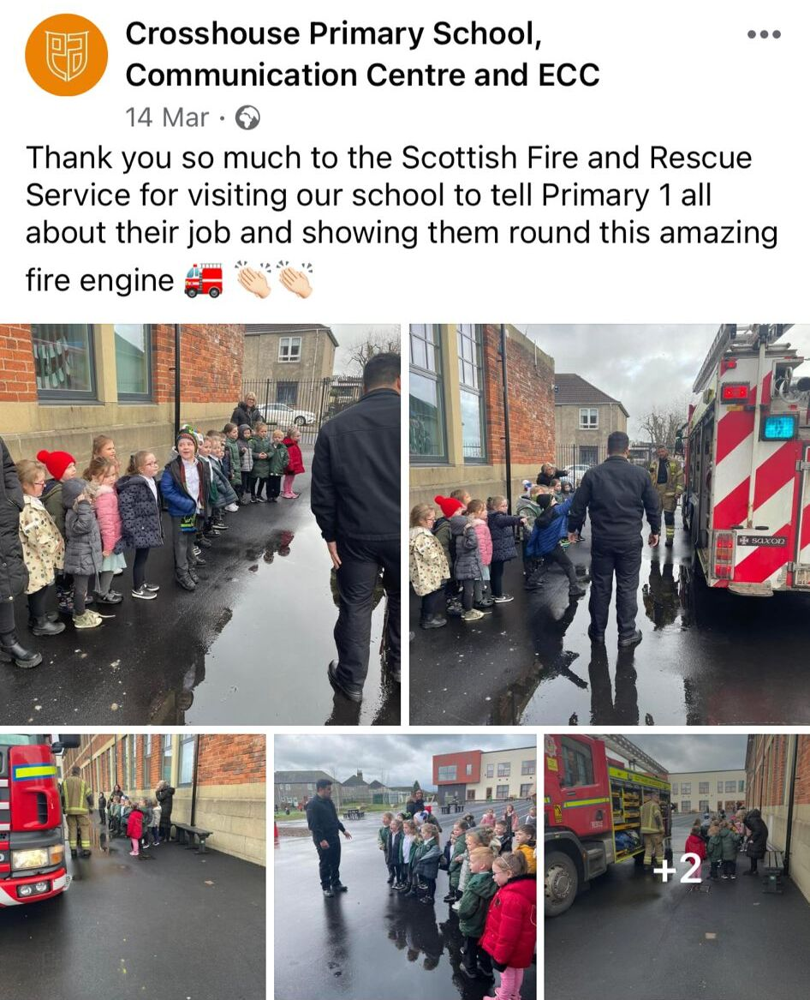 Crosshouse Primary School,
Communication Centre and ECC
14 Mar ·
Thank you so much to the Scottish Fire and Rescue
Service for visiting our school to tell Primary 1 all
about their job and showing them round this amazing
fire engine 🚒 👏🏻👏🏻
SAXON
+2